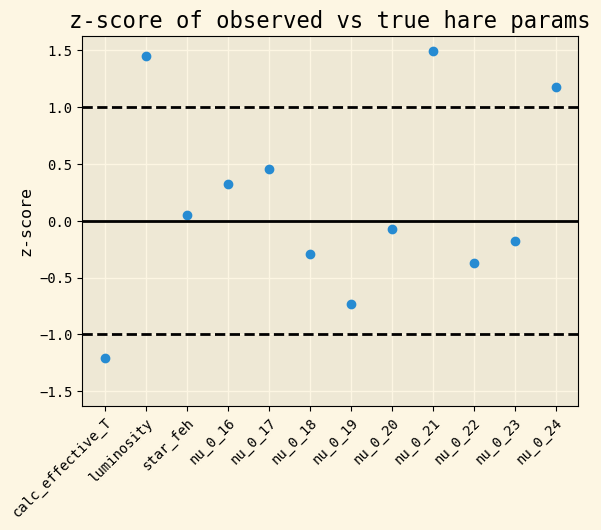 z-score of observed vs true hare params
z-score
1.5
1.0
0.5
0.0
−0.5
−1.0
−1.5
calc_effective_T
luminosity
star_feh
nu_0_16
nu_0_17
nu_0_18
nu_0_19
nu_0_20
nu_0_21
nu_0_22
nu_0_23
nu_0_24